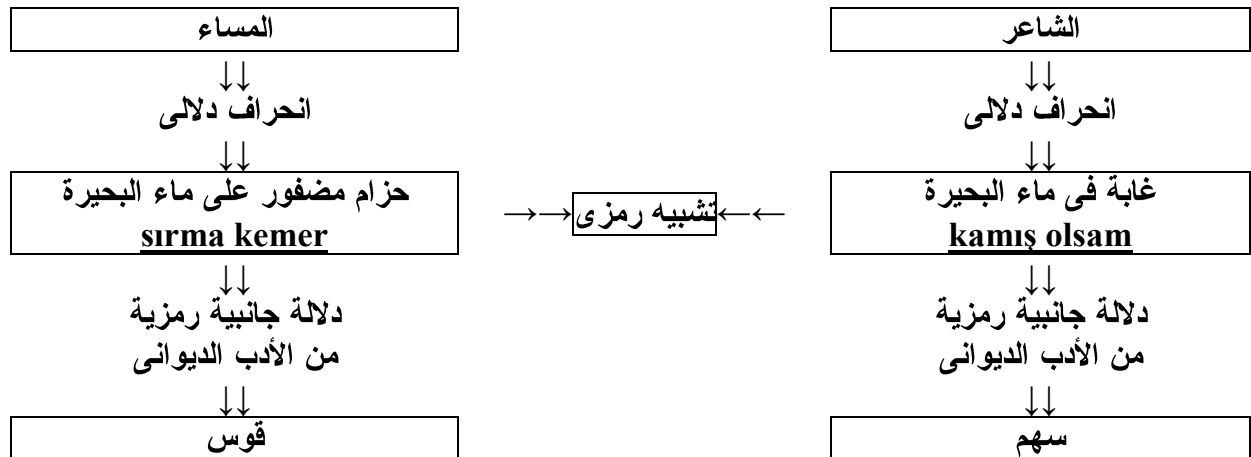 الشاعر
↓↓
انحراف دلالى
↓↓
غابة فى ماء البحيرة
kamış olsam
↓↓
دلالة جانبية رمزية
من الأدب الديوانى
↓↓
سهم
→→تشبيه رمزى←←
المساء
↓↓
انحراف دلالى
↓↓
حزام مضفور على ماء البحيرة
sırma kemer
↓↓
دلالة جانبية رمزية
من الأدب الديوانى
↓↓
قوس